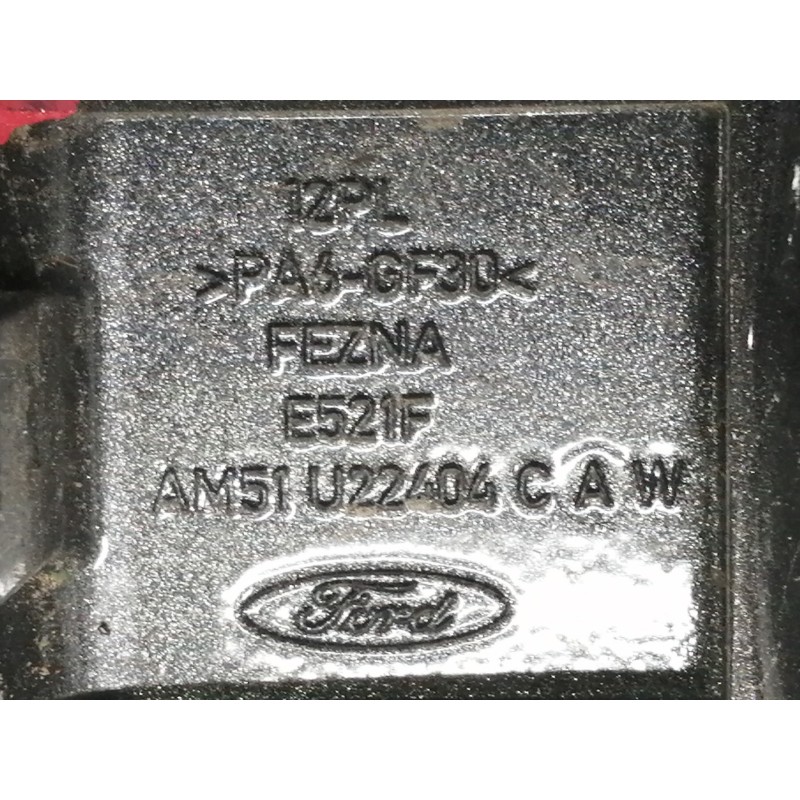 12PL
>PA6-GF30<
FEZNA
E521F
AM51 U22404 C A W
Ford